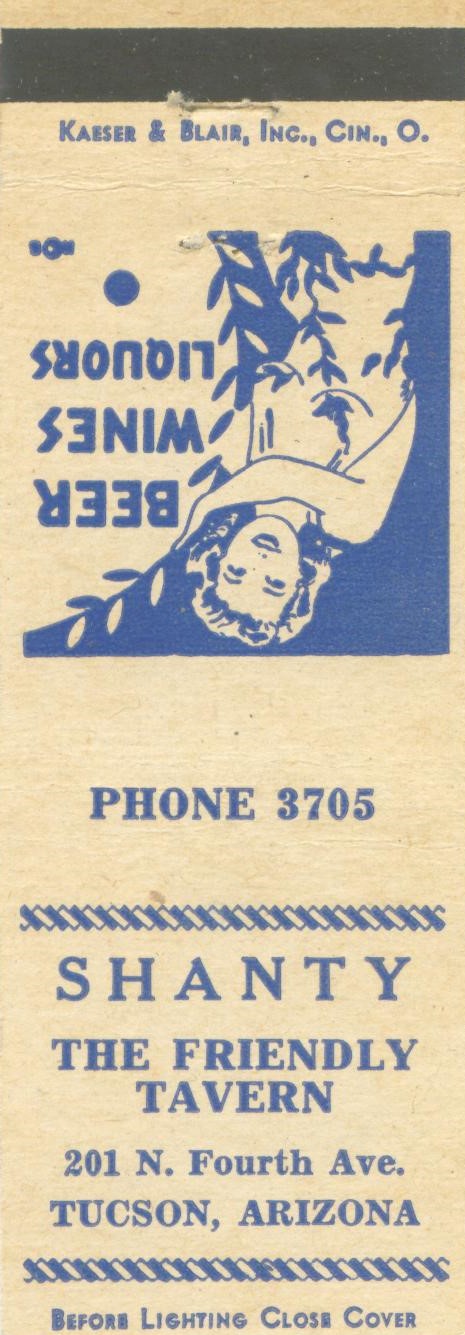 KAESER & BLAIR, INC., CIN., O.
BEER
WINES
LIQUORS
PHONE 3705
SHANTY
THE FRIENDLY
TAVERN
201 N. Fourth Ave.
TUCSON, ARIZONA
BEFORE LIGHTING CLOSE COVER